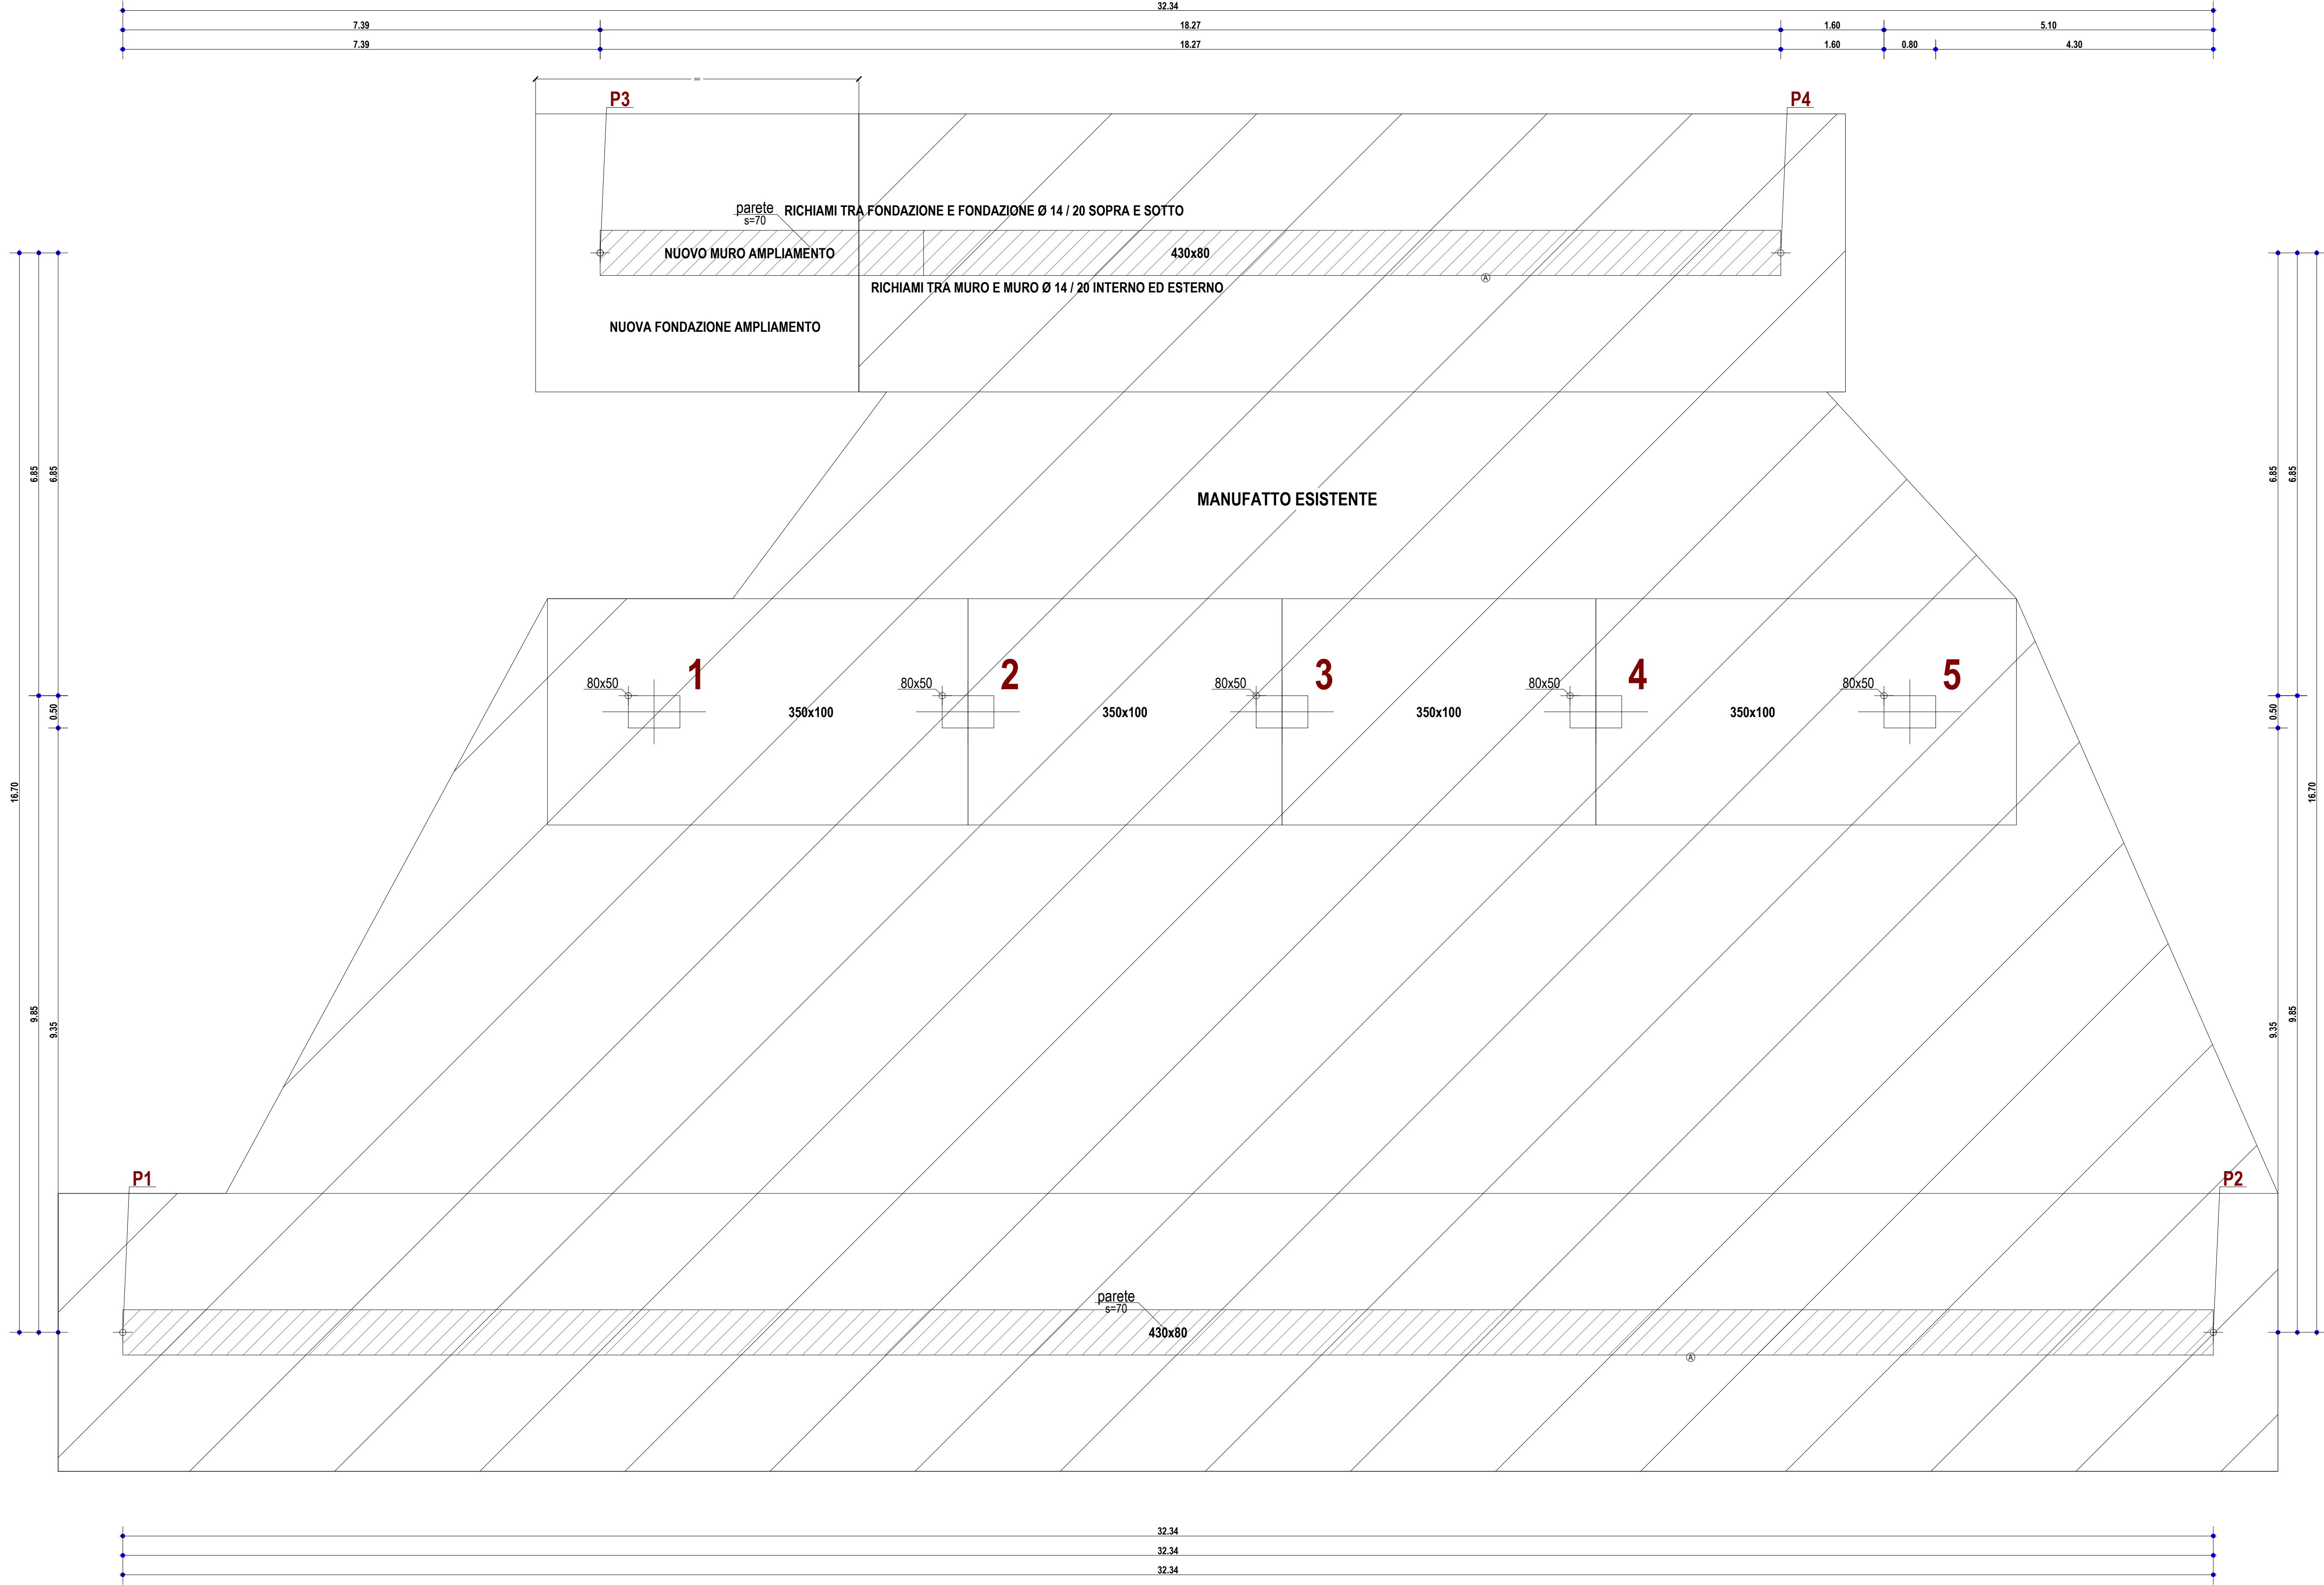 32.34
7.39 18.27 1.60 5.10
7.39 18.27 1.60 0.80 4.30
P3 P4
parete
s=70
RICHIAMI TRA FONDAZIONE E FONDAZIONE Ø 14 / 20 SOPRA E SOTTO
NUOVO MURO AMPLIAMENTO 430x80
A
RICHIAMI TRA MURO E MURO Ø 14 / 20 INTERNO ED ESTERNO
NUOVA FONDAZIONE AMPLIAMENTO
6.85 6.85 6.85 6.85
MANUFATTO ESISTENTE
1 2 3 4 5
80x50 80x50 80x50 80x50 80x50
0.50 350x100 350x100 350x100 350x100 0.50
16.70 16.70
9.85 9.35 9.35 9.85
P1 P2
parete
s=70
430x80
A
32.34
32.34
32.34